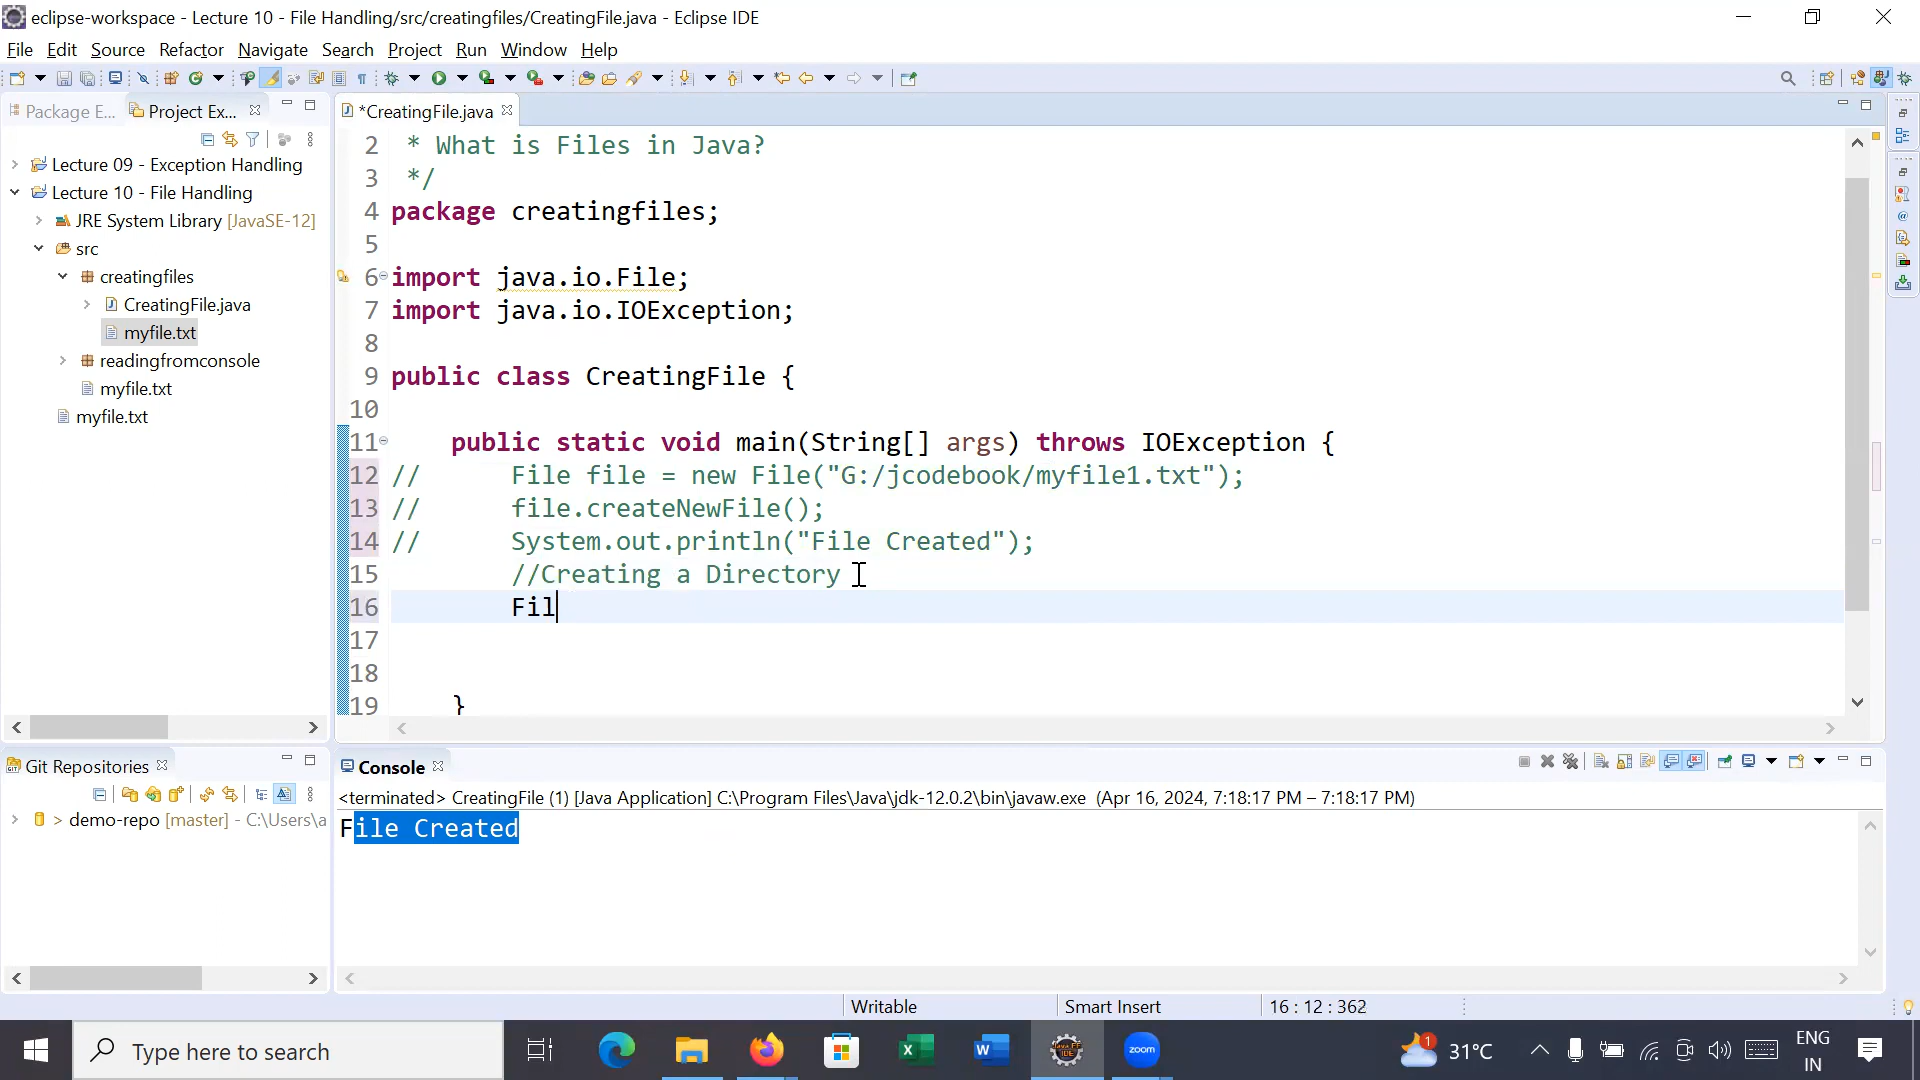 eclipse-workspace - Lecture 10 - File Handling/src/creatingfiles/CreatingFile.java - Eclipse IDE
File Edit Source Refactor Navigate Search Project Run Window Help
Package E...
Project Ex...
*CreatingFile.java
Lecture 09 - Exception Handling
Lecture 10 - File Handling
JRE System Library [JavaSE-12]
src
creatingfiles
CreatingFile.java
myfile.txt
readingfromconsole
myfile.txt
myfile.txt
2 * What is Files in Java?
3 */
4 package creatingfiles;
5
6 import java.io.File;
7 import java.io.IOException;
8
9 public class CreatingFile {
10
11 public static void main(String[] args) throws IOException {
12 // File file = new File("G:/jcodebook/myfile1.txt");
13 // file.createNewFile();
14 // System.out.println("File Created");
15 //Creating a Directory
16 Fil
17
18
19 }
Git Repositories
> demo-repo [master] - C:\Users\a
Console
<terminated> CreatingFile (1) [Java Application] C:\Program Files\Java\jdk-12.0.2\bin\javaw.exe (Apr 16, 2024, 7:18:17 PM – 7:18:17 PM)
File Created
Writable
Smart Insert
16 : 12 : 362
Type here to search
zoom
1
31°C
ENG
IN